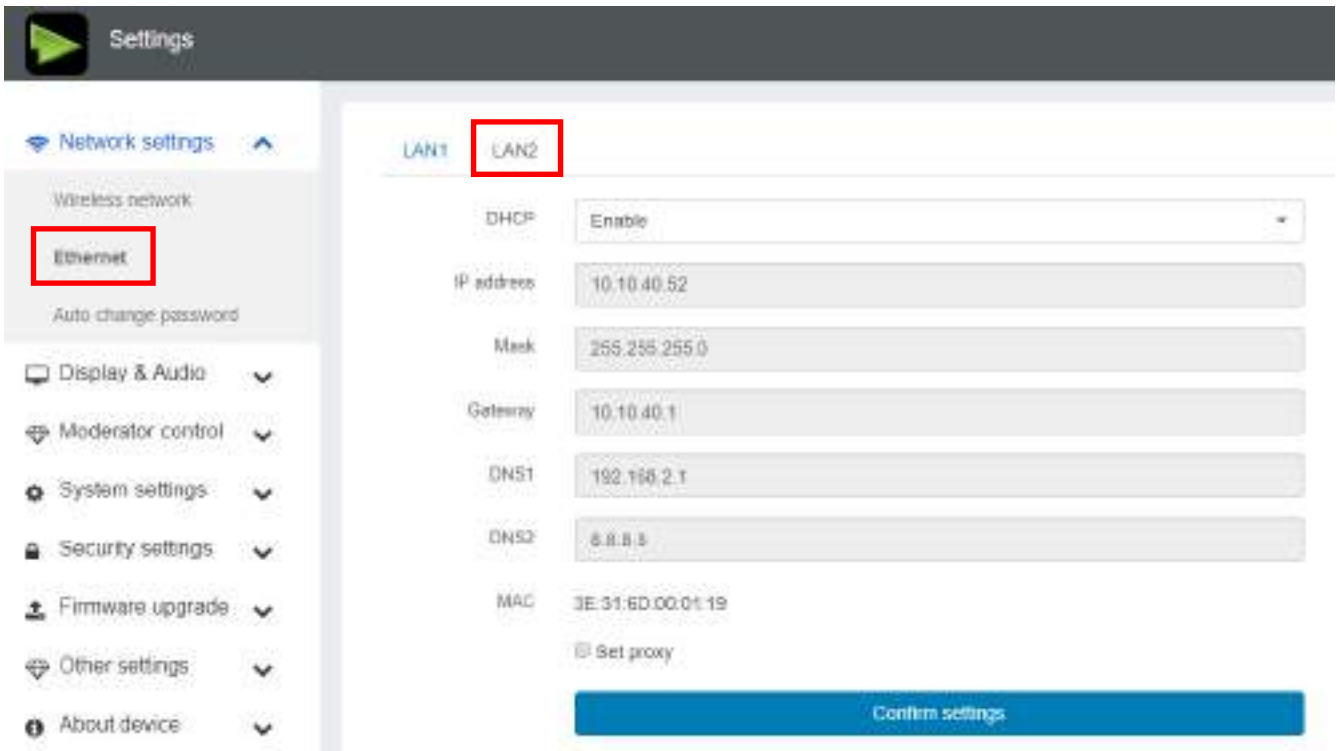 Settings
Network settings
Wireless network
Ethernet
Auto change password
Display & Audio
Moderator control
System settings
Security settings
Firmware upgrade
Other settings
About device
LAN1 LAN2
DHCP Enable
IP address 10.10.40.52
Mask 255.255.255.0
Gateway 10.10.40.1
DNS1 192.168.2.1
DNS2 8.8.8.8
MAC 3E:31:6D:00:01:19
Set proxy
Confirm settings